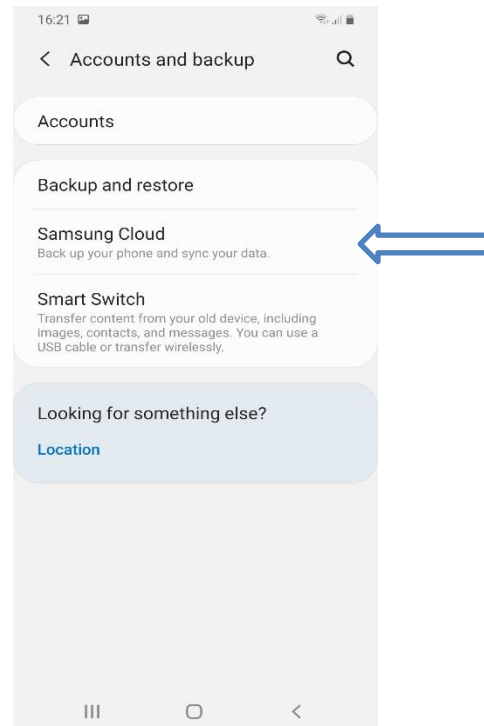 16:21
Accounts and backup
Accounts
Backup and restore
Samsung Cloud
Back up your phone and sync your data.
Smart Switch
Transfer content from your old device, including
images, contacts, and messages. You can use a
USB cable or transfer wirelessly.
Looking for something else?
Location